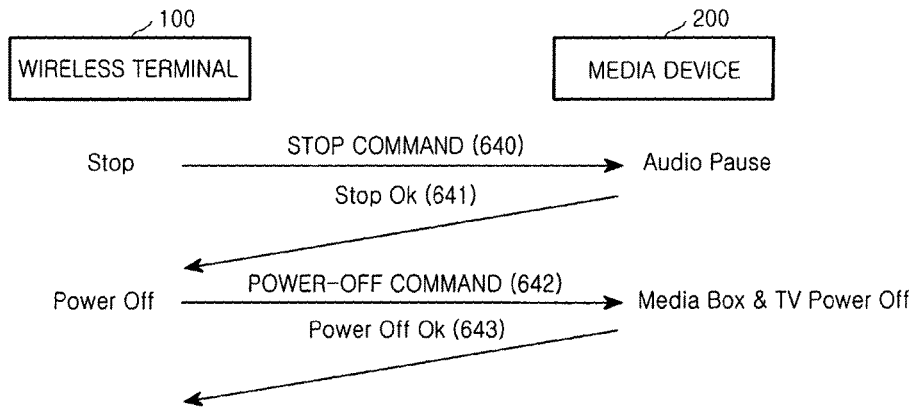 100
200
WIRELESS TERMINAL
MEDIA DEVICE
STOP COMMAND (640)
Stop
Audio Pause
Stop Ok (641)
POWER-OFF COMMAND (642)
Power Off
Media Box & TV Power Off
Power Off Ok (643)